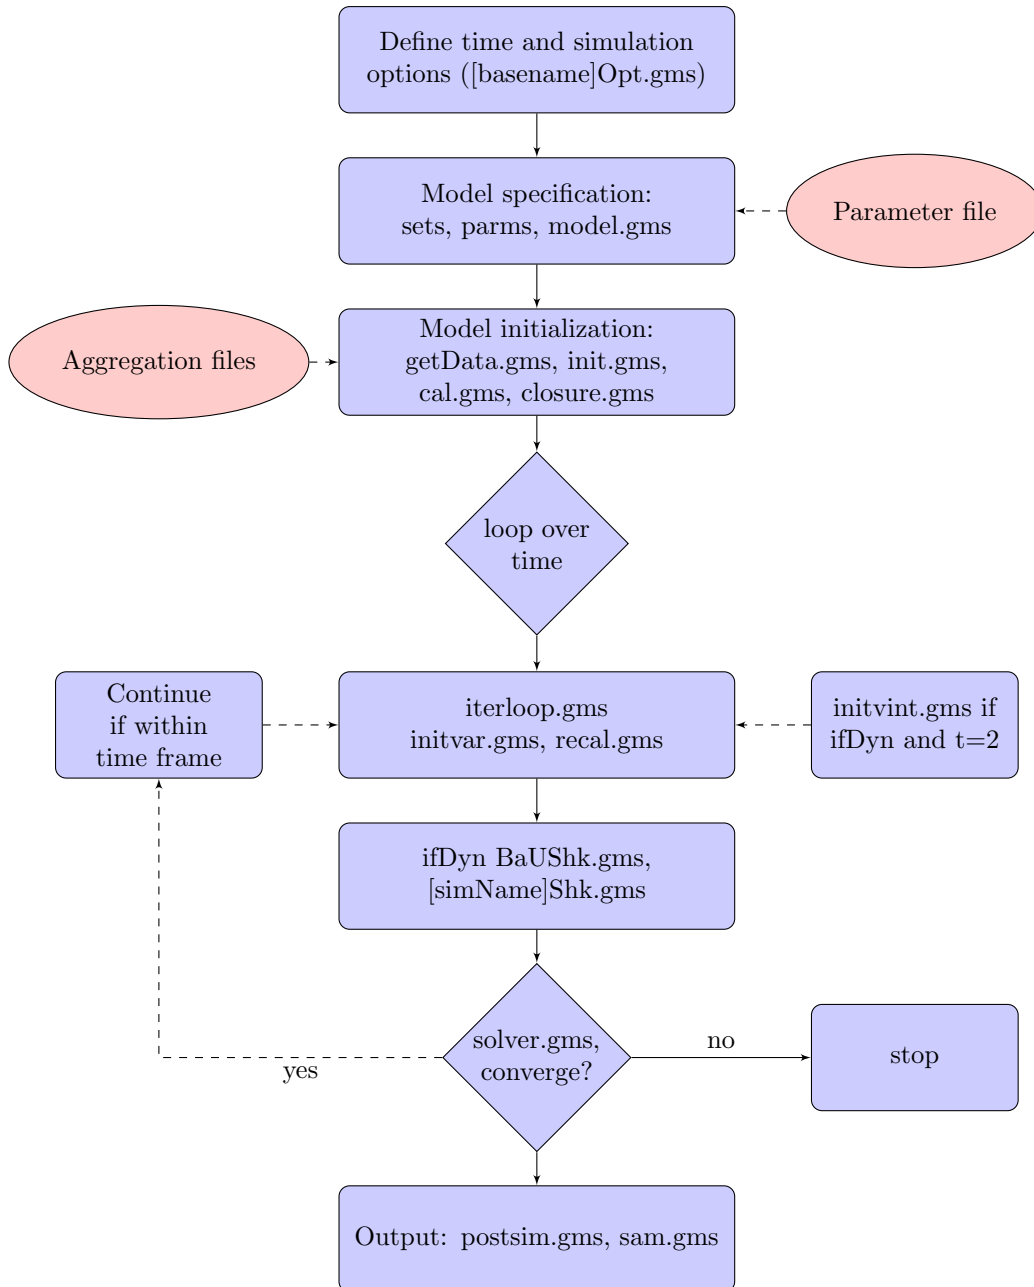 Define time and simulation
options ([basename]Opt.gms)
Model specification:
sets, parms, model.gms
Parameter file
Model initialization:
getData.gms, init.gms,
cal.gms, closure.gms
Aggregation files
loop over
time
Continue
if within
time frame
iterloop.gms
initvar.gms, recal.gms
initvint.gms if
ifDyn and t=2
ifDyn BaUShk.gms,
[simName]Shk.gms
solver.gms,
converge?
yes
no
stop
Output: postsim.gms, sam.gms